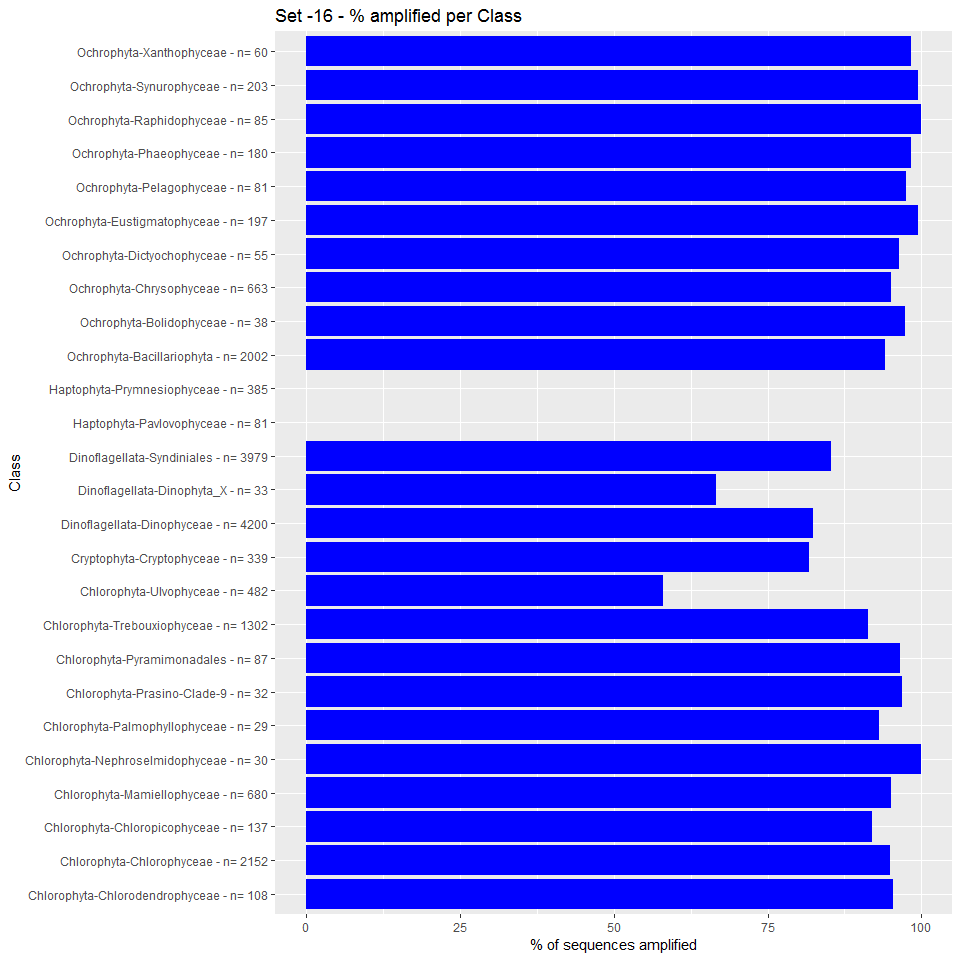 Set -16 - % amplified per Class
Ochrophyta-Xanthophyceae - n= 60
Ochrophyta-Synurophyceae - n= 203
Ochrophyta-Raphidophyceae - n= 85
Ochrophyta-Phaeophyceae - n= 180
Ochrophyta-Pelagophyceae - n= 81
Ochrophyta-Eustigmatophyceae - n= 197
Ochrophyta-Dictyochophyceae - n= 55
Ochrophyta-Chrysophyceae - n= 663
Ochrophyta-Bolidophyceae - n= 38
Ochrophyta-Bacillariophyta - n= 2002
Haptophyta-Prymnesiophyceae - n= 385
Haptophyta-Pavlovophyceae - n= 81
Dinoflagellata-Syndiniales - n= 3979
Dinoflagellata-Dinophyta_X - n= 33
Dinoflagellata-Dinophyceae - n= 4200
Cryptophyta-Cryptophyceae - n= 339
Chlorophyta-Ulvophyceae - n= 482
Chlorophyta-Trebouxiophyceae - n= 1302
Chlorophyta-Pyramimonadales - n= 87
Chlorophyta-Prasino-Clade-9 - n= 32
Chlorophyta-Palmophyllophyceae - n= 29
Chlorophyta-Nephroselmidophyceae - n= 30
Chlorophyta-Mamiellophyceae - n= 680
Chlorophyta-Chloropicophyceae - n= 137
Chlorophyta-Chlorophyceae - n= 2152
Chlorophyta-Chlorodendrophyceae - n= 108
Class
0 25 50 75 100
% of sequences amplified